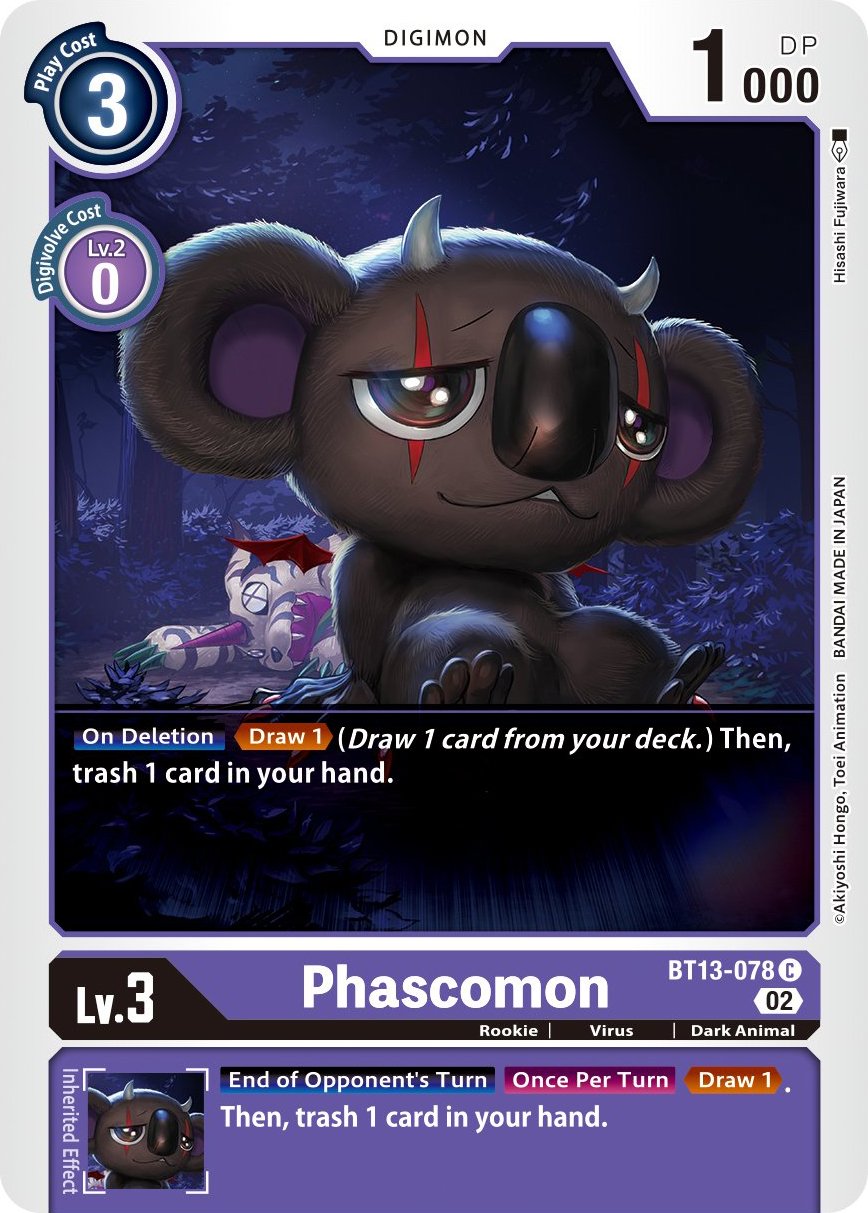 DIGIMON
Play Cost
3
DP
1000
Digivolve Cost
Lv.2
0
Hisashi Fujiwara
BANDAI MADE IN JAPAN
©Akiyoshi Hongo, Toei Animation
On Deletion Draw 1 (Draw 1 card from your deck.) Then,
trash 1 card in your hand.
Lv.3
Phascomon
BT13-078 C
02
Rookie | Virus | Dark Animal
Inherited Effect
End of Opponent's Turn Once Per Turn Draw 1 .
Then, trash 1 card in your hand.